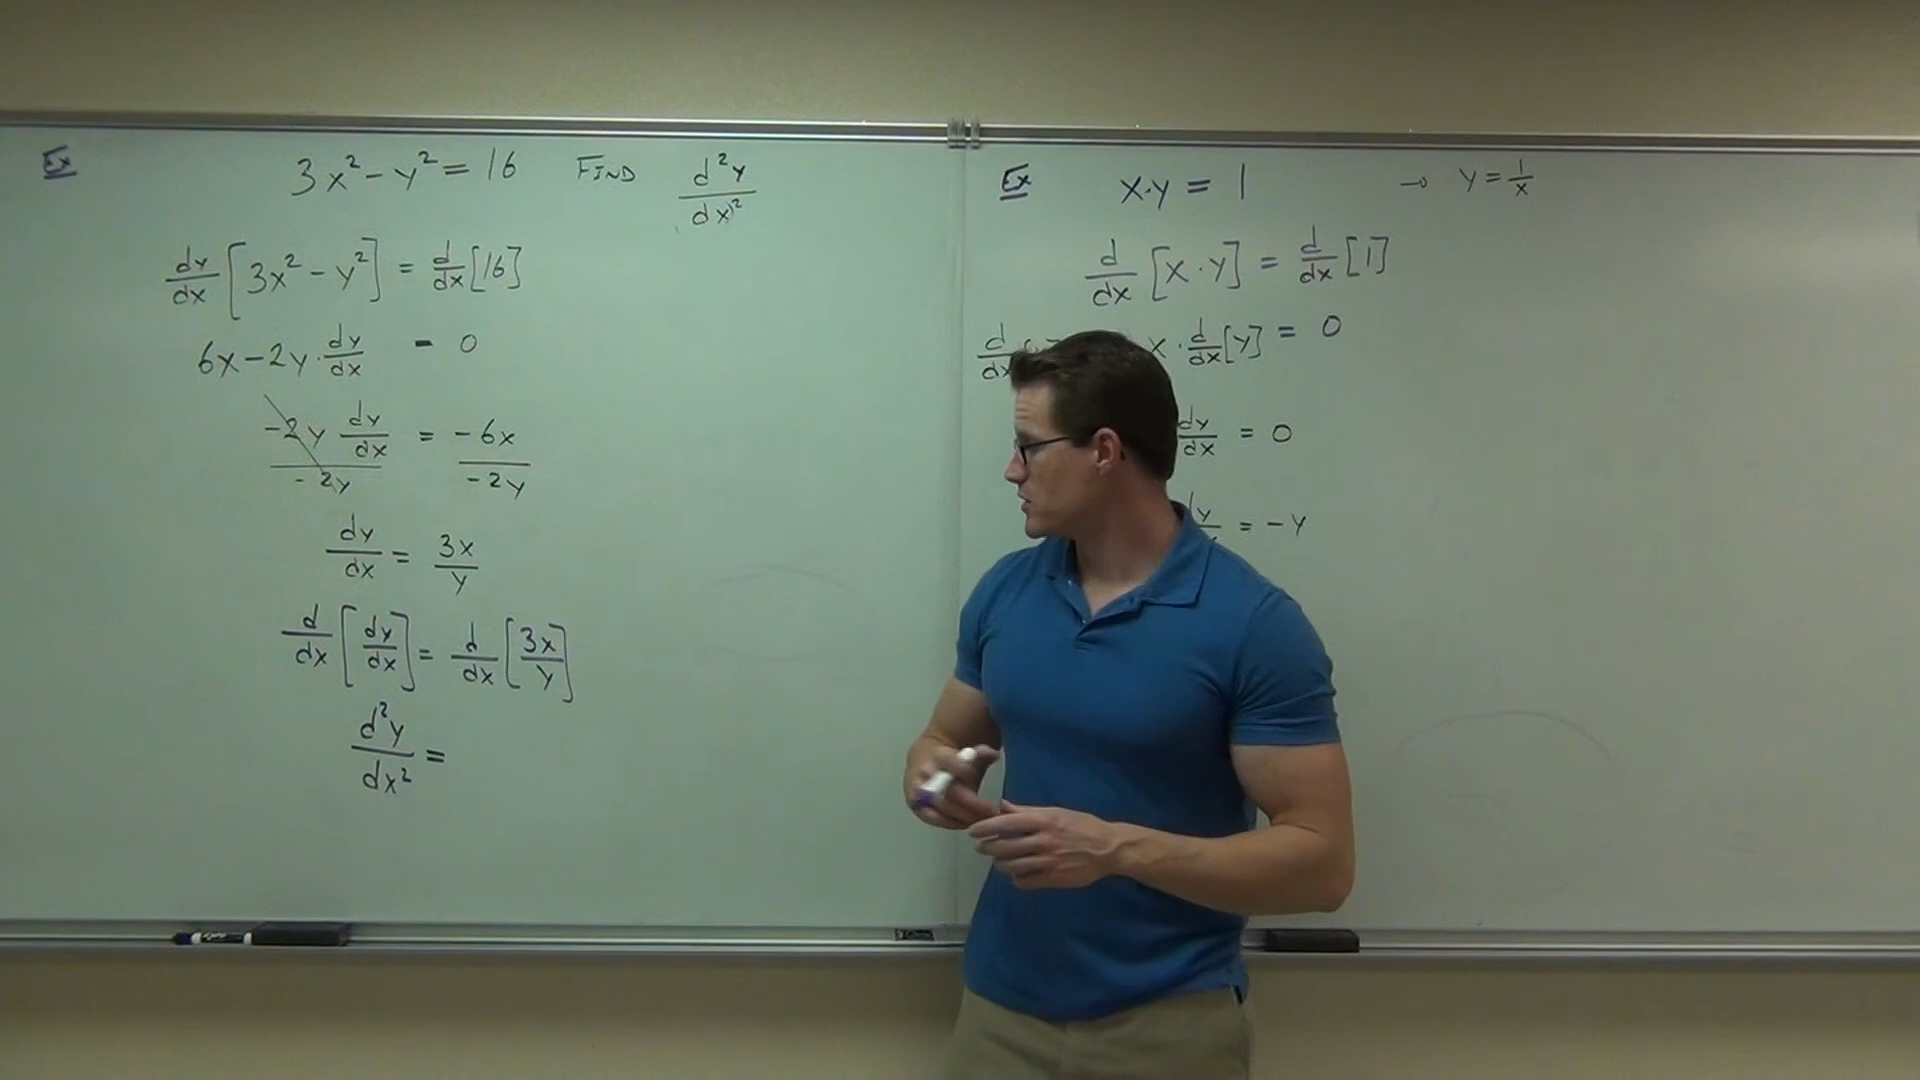 Ex 3x² - y² = 16 FIND d²y/dx²
dy/dx [3x² - y²] = d/dx [16]
6x - 2y · dy/dx - 0
-2y dy/dx / -2y = -6x / -2y
dy/dx = 3x/y
d/dx [dy/dx] = d/dx [3x/y]
d²y/dx² =
Ex x·y = 1 → y = 1/x
d/dx [x · y] = d/dx [1]
d/dx x · d/dx [y] = 0
dy/dx = 0
= -y